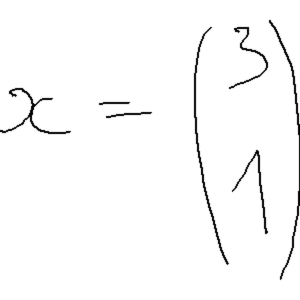 x = (3
1)